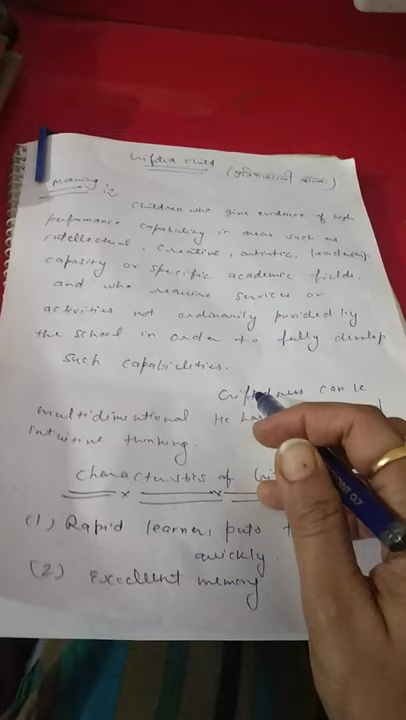 Gifted Child (प्रतिभाशाली बालक)
Meaning :-
Children who give evidence of high
performance capability in areas such as
intellectual, creative, artistic, leadership
capasity or specific academic fields.
and who require services or
activities not ordinarily provided by
the school in order to fully develop
such capabilities.
Giftedness can be
multidimentional He has
intuitive thinking.
Characteristics of Gi
(1) Rapid learner, puts t
quickly.
(2) Excellent memory.